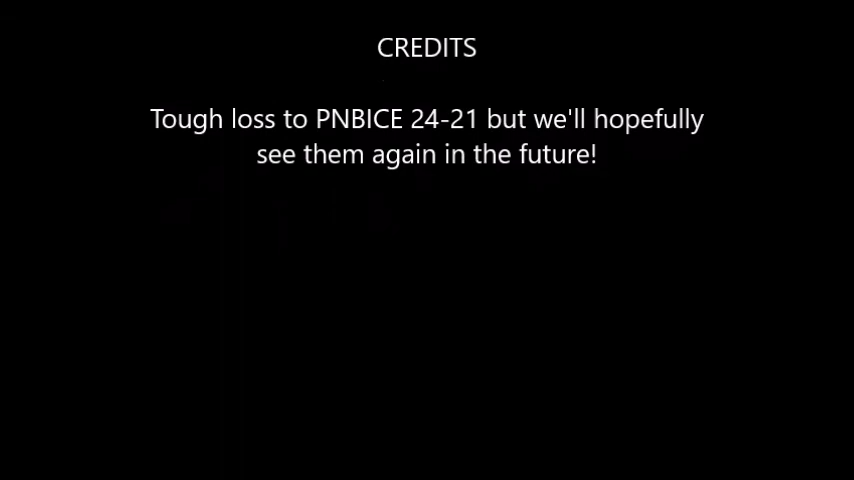 CREDITS
Tough loss to PNBICE 24-21 but we'll hopefully
see them again in the future!